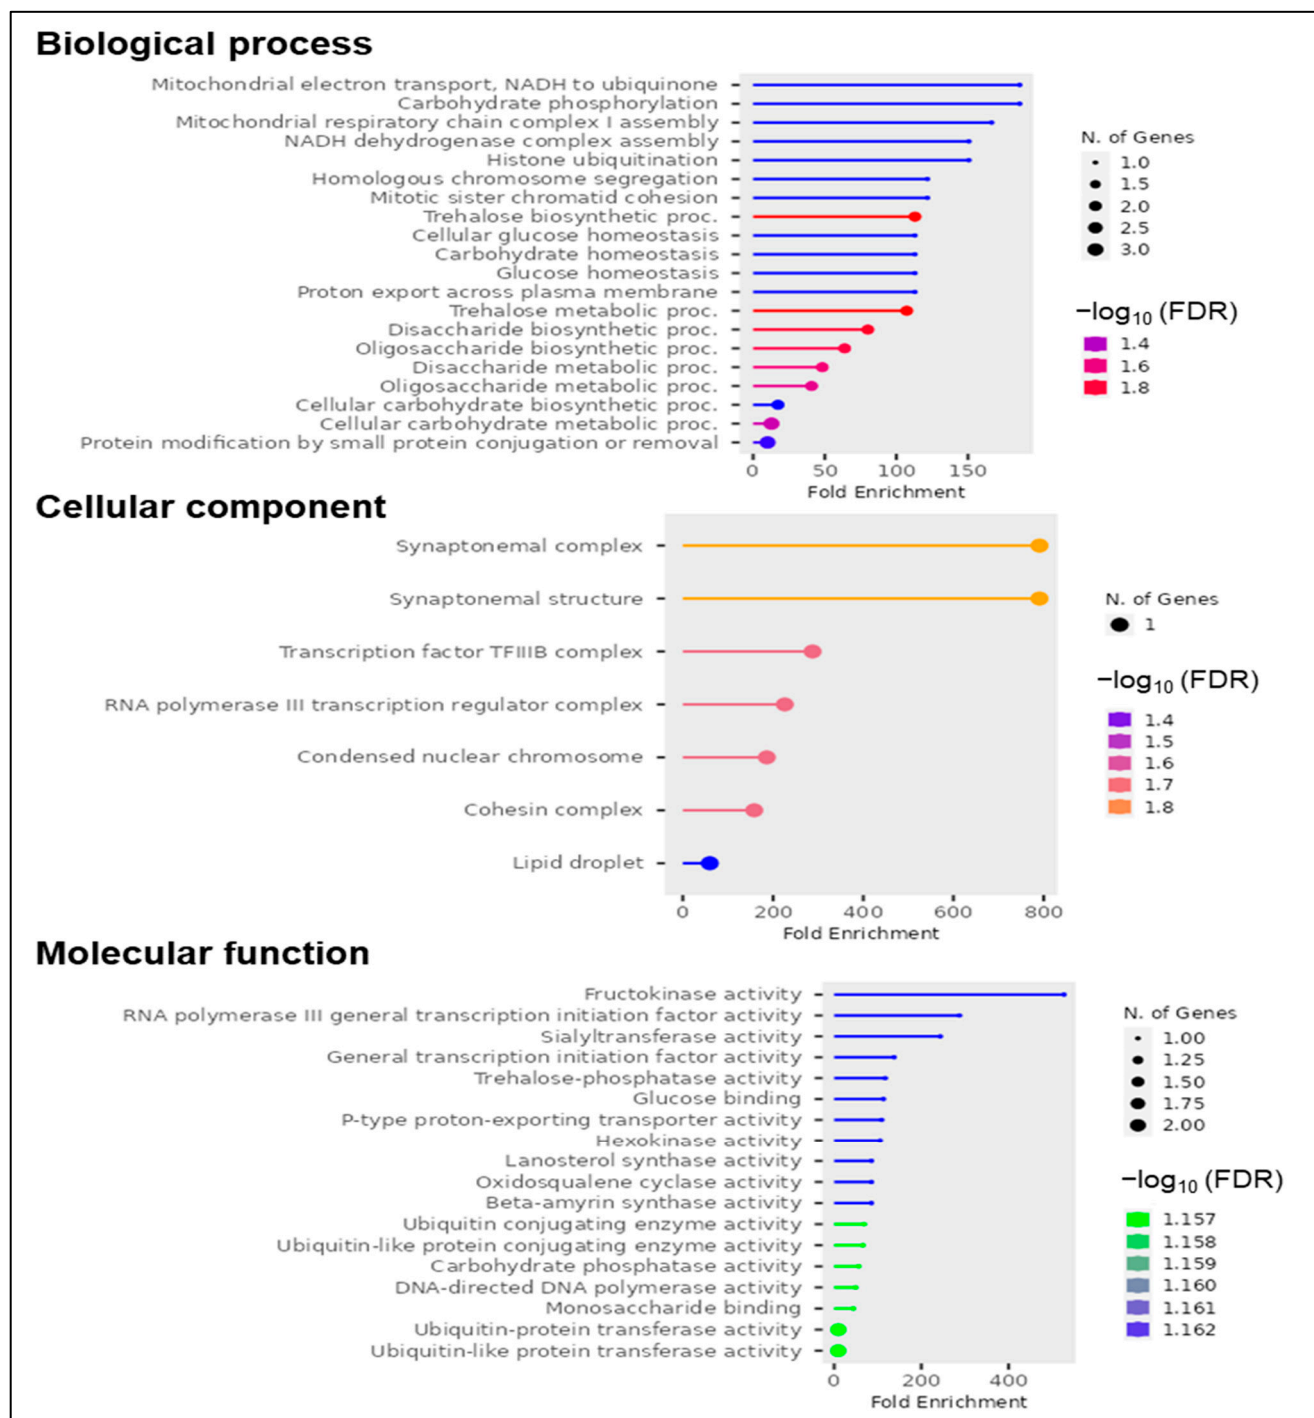 Biological process
Mitochondrial electron transport, NADH to ubiquinone
Carbohydrate phosphorylation
Mitochondrial respiratory chain complex I assembly
NADH dehydrogenase complex assembly
Histone ubiquitination
Homologous chromosome segregation
Mitotic sister chromatid cohesion
Trehalose biosynthetic proc.
Cellular glucose homeostasis
Carbohydrate homeostasis
Glucose homeostasis
Proton export across plasma membrane
Trehalose metabolic proc.
Disaccharide biosynthetic proc.
Oligosaccharide biosynthetic proc.
Disaccharide metabolic proc.
Oligosaccharide metabolic proc.
Cellular carbohydrate biosynthetic proc.
Cellular carbohydrate metabolic proc.
Protein modification by small protein conjugation or removal
0 50 100 150
Fold Enrichment
N. of Genes
1.0
1.5
2.0
2.5
3.0
−log₁₀ (FDR)
1.4
1.6
1.8
Cellular component
Synaptonemal complex
Synaptonemal structure
Transcription factor TFIIIB complex
RNA polymerase III transcription regulator complex
Condensed nuclear chromosome
Cohesin complex
Lipid droplet
0 200 400 600 800
Fold Enrichment
N. of Genes
1
−log₁₀ (FDR)
1.4
1.5
1.6
1.7
1.8
Molecular function
Fructokinase activity
RNA polymerase III general transcription initiation factor activity
Sialyltransferase activity
General transcription initiation factor activity
Trehalose-phosphatase activity
Glucose binding
P-type proton-exporting transporter activity
Hexokinase activity
Lanosterol synthase activity
Oxidosqualene cyclase activity
Beta-amyrin synthase activity
Ubiquitin conjugating enzyme activity
Ubiquitin-like protein conjugating enzyme activity
Carbohydrate phosphatase activity
DNA-directed DNA polymerase activity
Monosaccharide binding
Ubiquitin-protein transferase activity
Ubiquitin-like protein transferase activity
0 200 400
Fold Enrichment
N. of Genes
1.00
1.25
1.50
1.75
2.00
−log₁₀ (FDR)
1.157
1.158
1.159
1.160
1.161
1.162